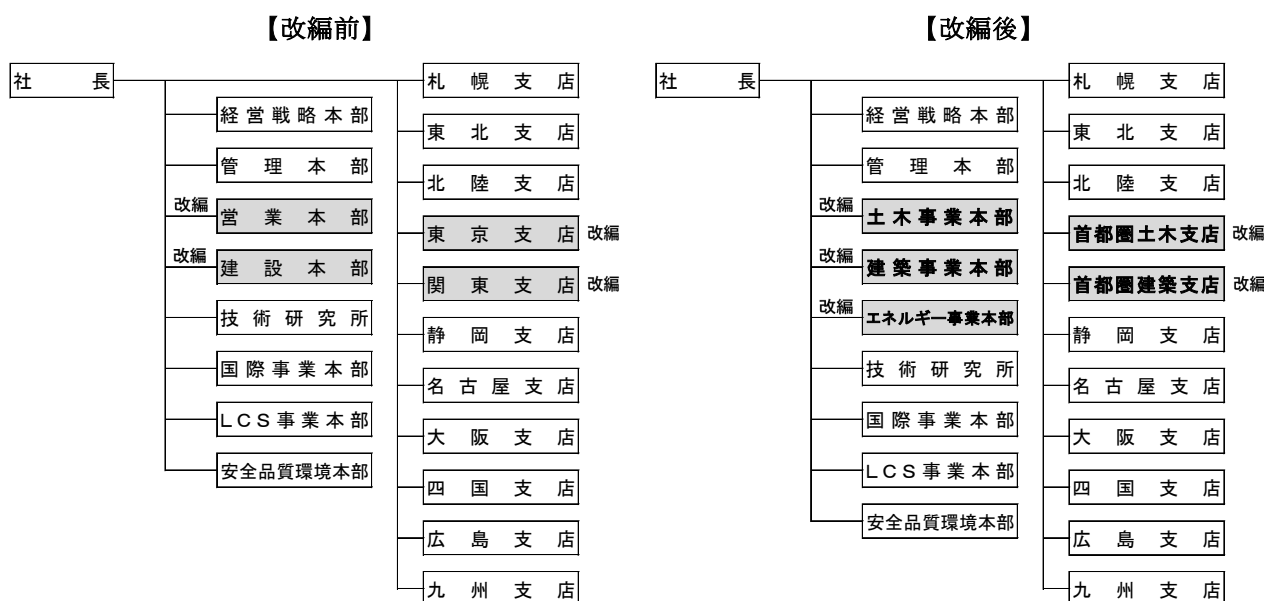 【改編前】
社長
経営戦略本部
管理本部
改編
営業本部
改編
建設本部
技術研究所
国際事業本部
LCS事業本部
安全品質環境本部
札幌支店
東北支店
北陸支店
東京支店 改編
関東支店 改編
静岡支店
名古屋支店
大阪支店
四国支店
広島支店
九州支店
【改編後】
社長
経営戦略本部
管理本部
改編
土木事業本部
改編
建築事業本部
改編
エネルギー事業本部
技術研究所
国際事業本部
LCS事業本部
安全品質環境本部
札幌支店
東北支店
北陸支店
首都圏土木支店 改編
首都圏建築支店 改編
静岡支店
名古屋支店
大阪支店
四国支店
広島支店
九州支店